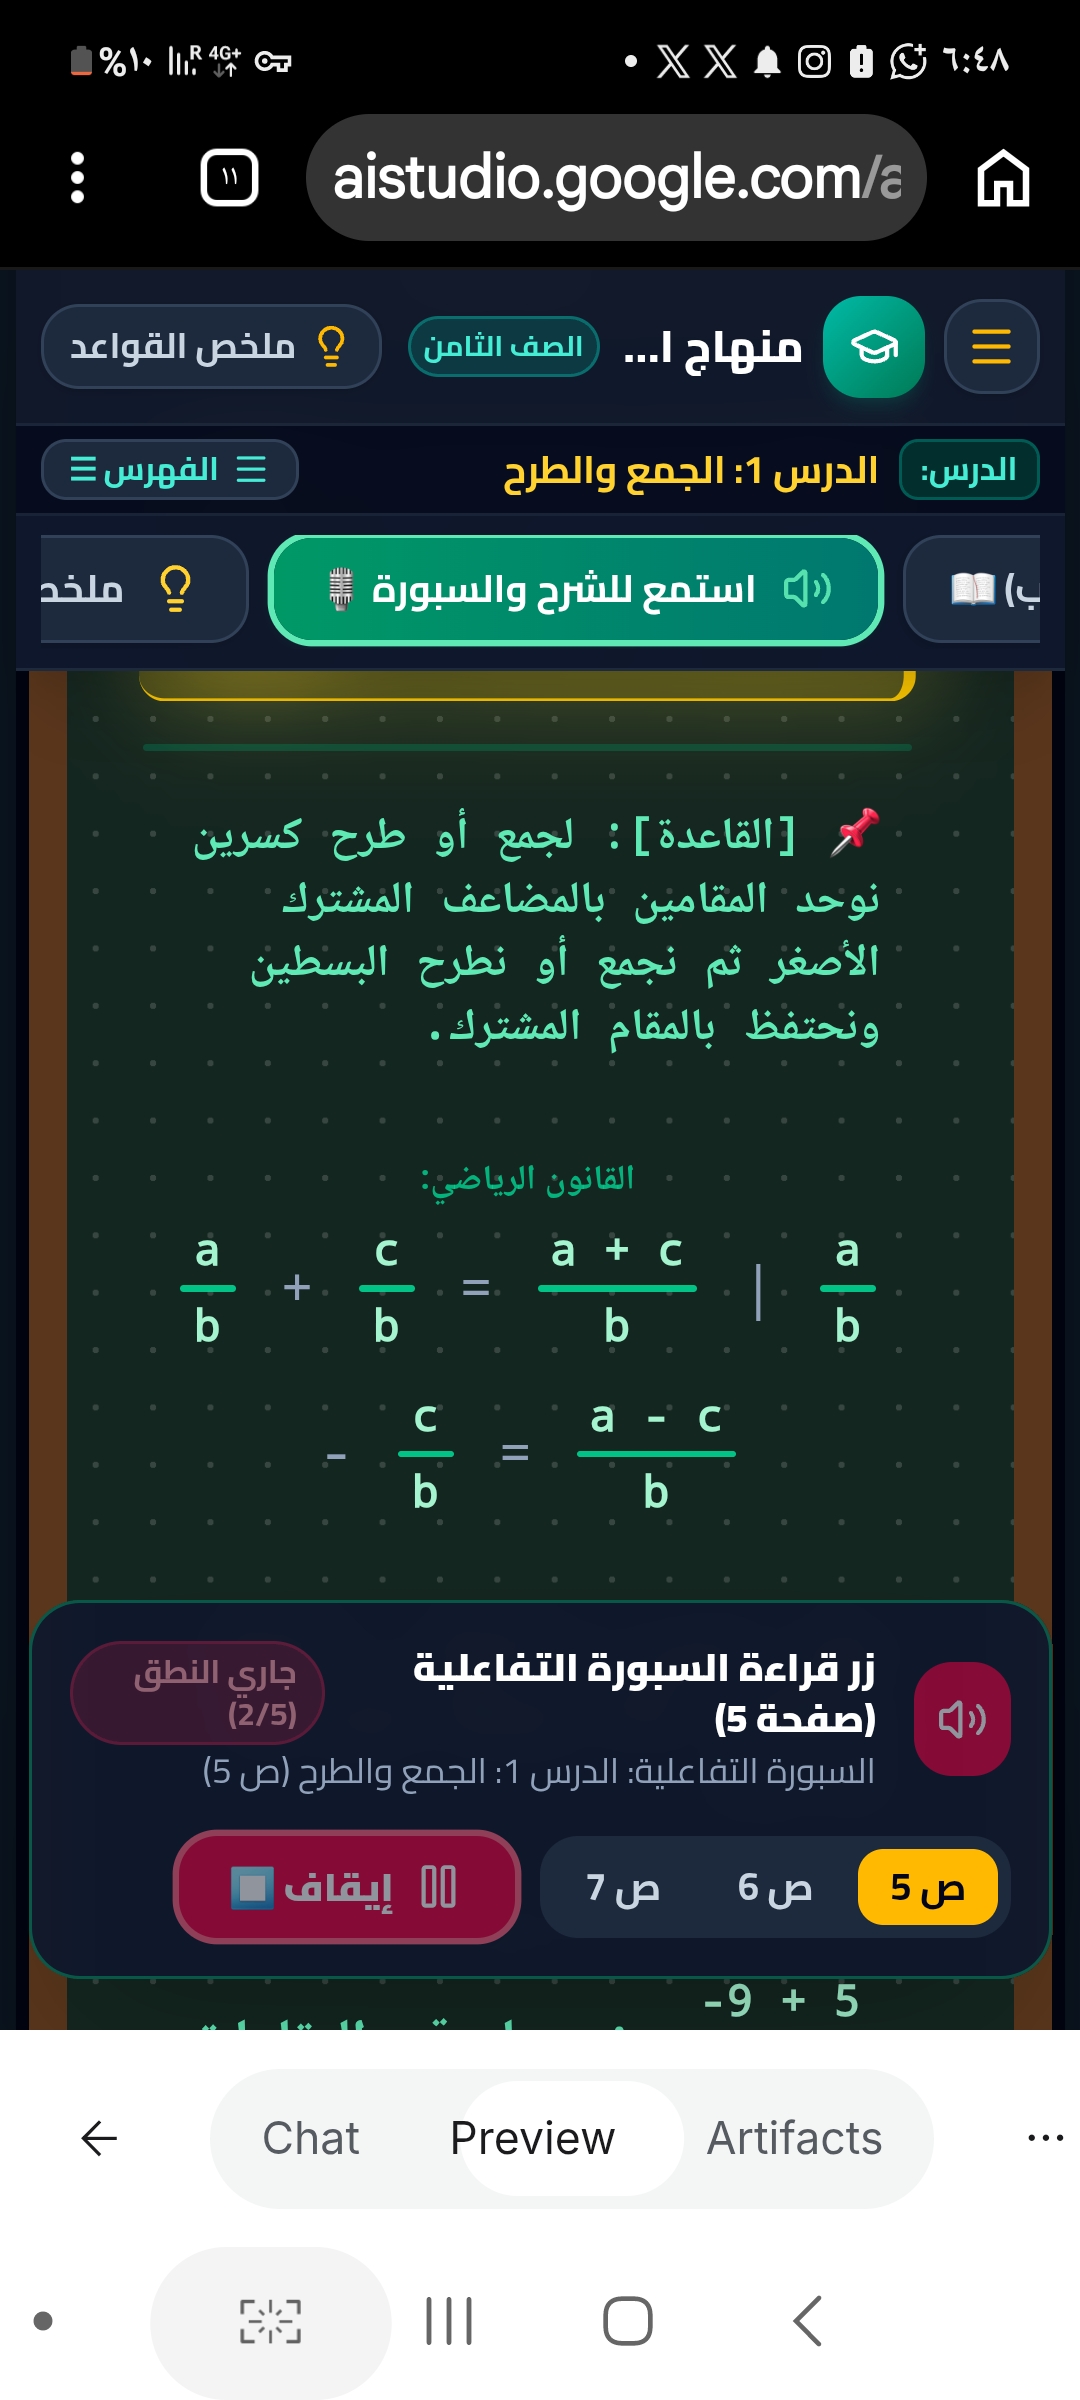 ٦:٤٨
%١٠
4G+
R
١١
aistudio.google.com/a
منهاج ا...
الصف الثامن
ملخص القواعد
الدرس:
الدرس 1: الجمع والطرح
الفهرس ☰
ب) 📖
استمع للشرح والسبورة 🎙️
ملخص
📌 [القاعدة]: لجمع أو طرح كسرين
نوحد المقامين بالمضاعف المشترك
الأصغر ثم نجمع أو نطرح البسطين
ونحتفظ بالمقام المشترك.
القانون الرياضي:
a/b + c/b = a + c/b | a/b
- c/b = a - c/b
زر قراءة السبورة التفاعلية
(صفحة 5)
جاري النطق
(2/5)
السبورة التفاعلية: الدرس 1: الجمع والطرح (ص 5)
ص 5
ص 6
ص 7
إيقاف ⏹️
-9 + 5
Chat
Preview
Artifacts